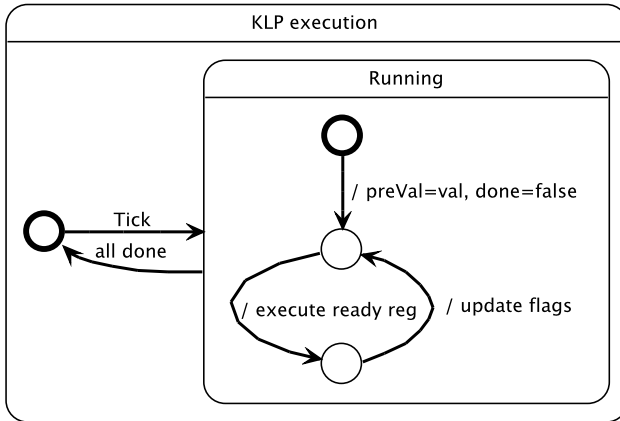 KLP execution
Running
/ preVal=val, done=false
Tick
all done
/ execute ready reg
/ update flags